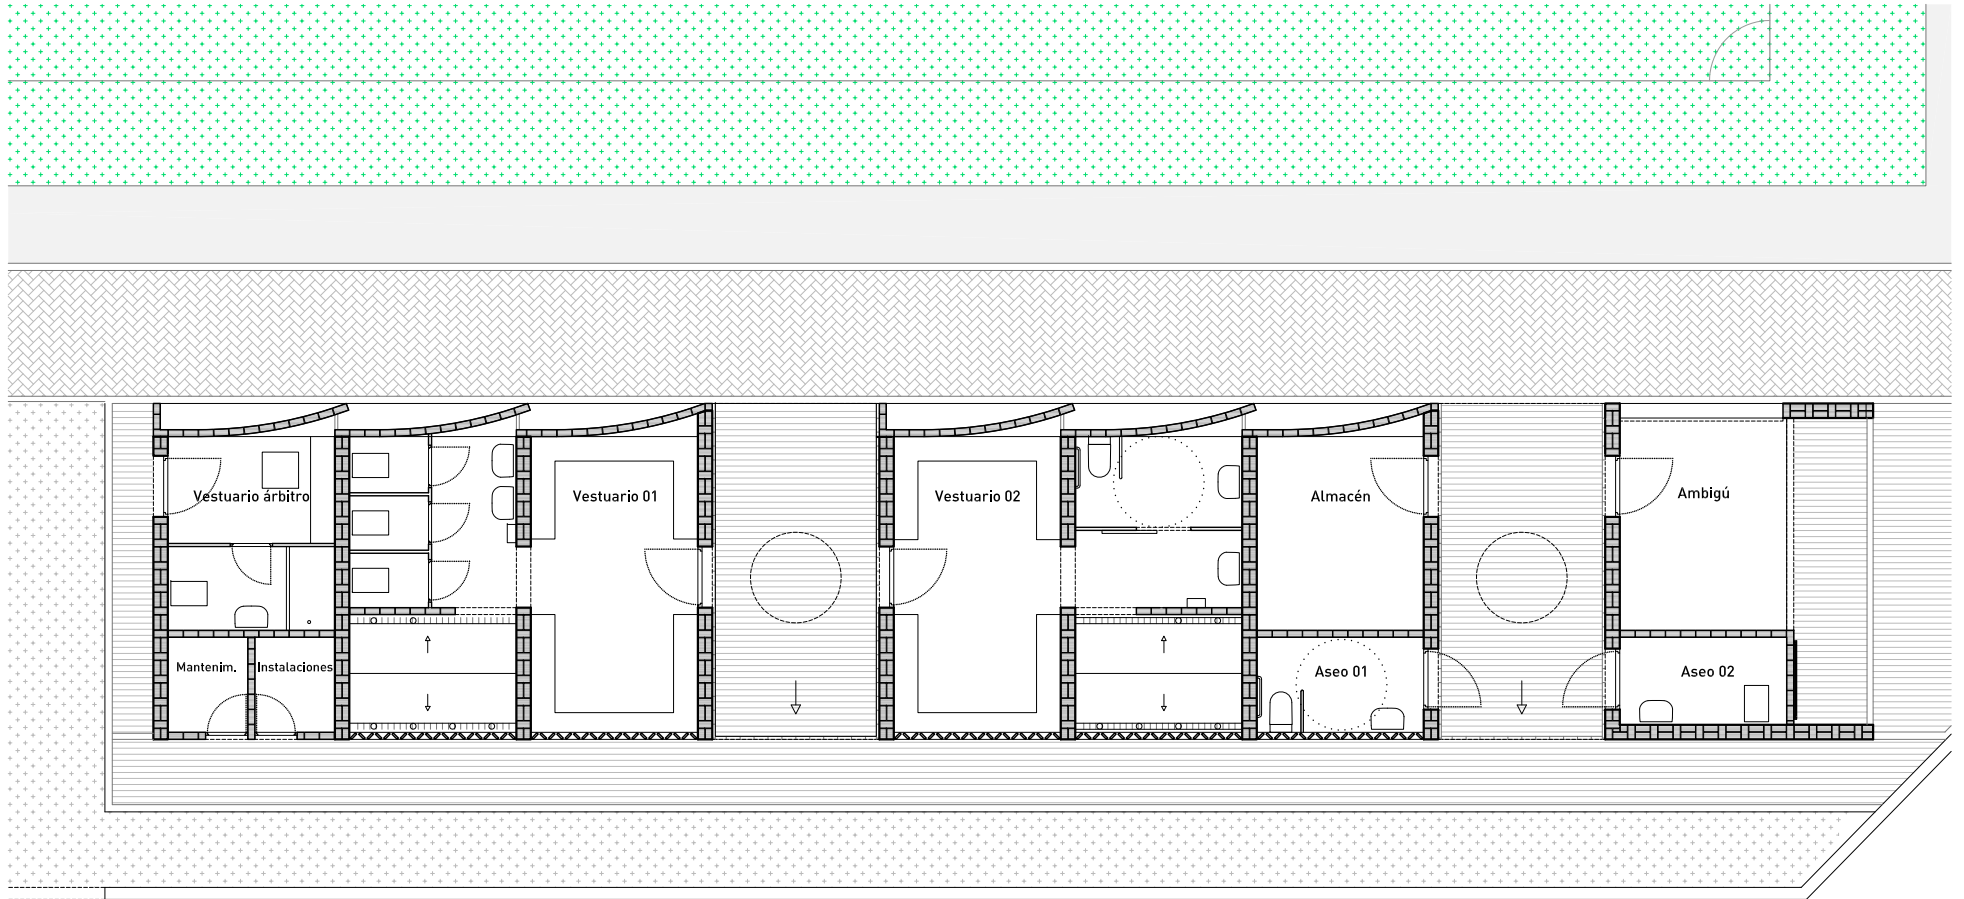 Vestuario árbitro
Vestuario 01
Vestuario 02
Almacén
Ambigú
Mantenim.
Instalaciones
Aseo 01
Aseo 02